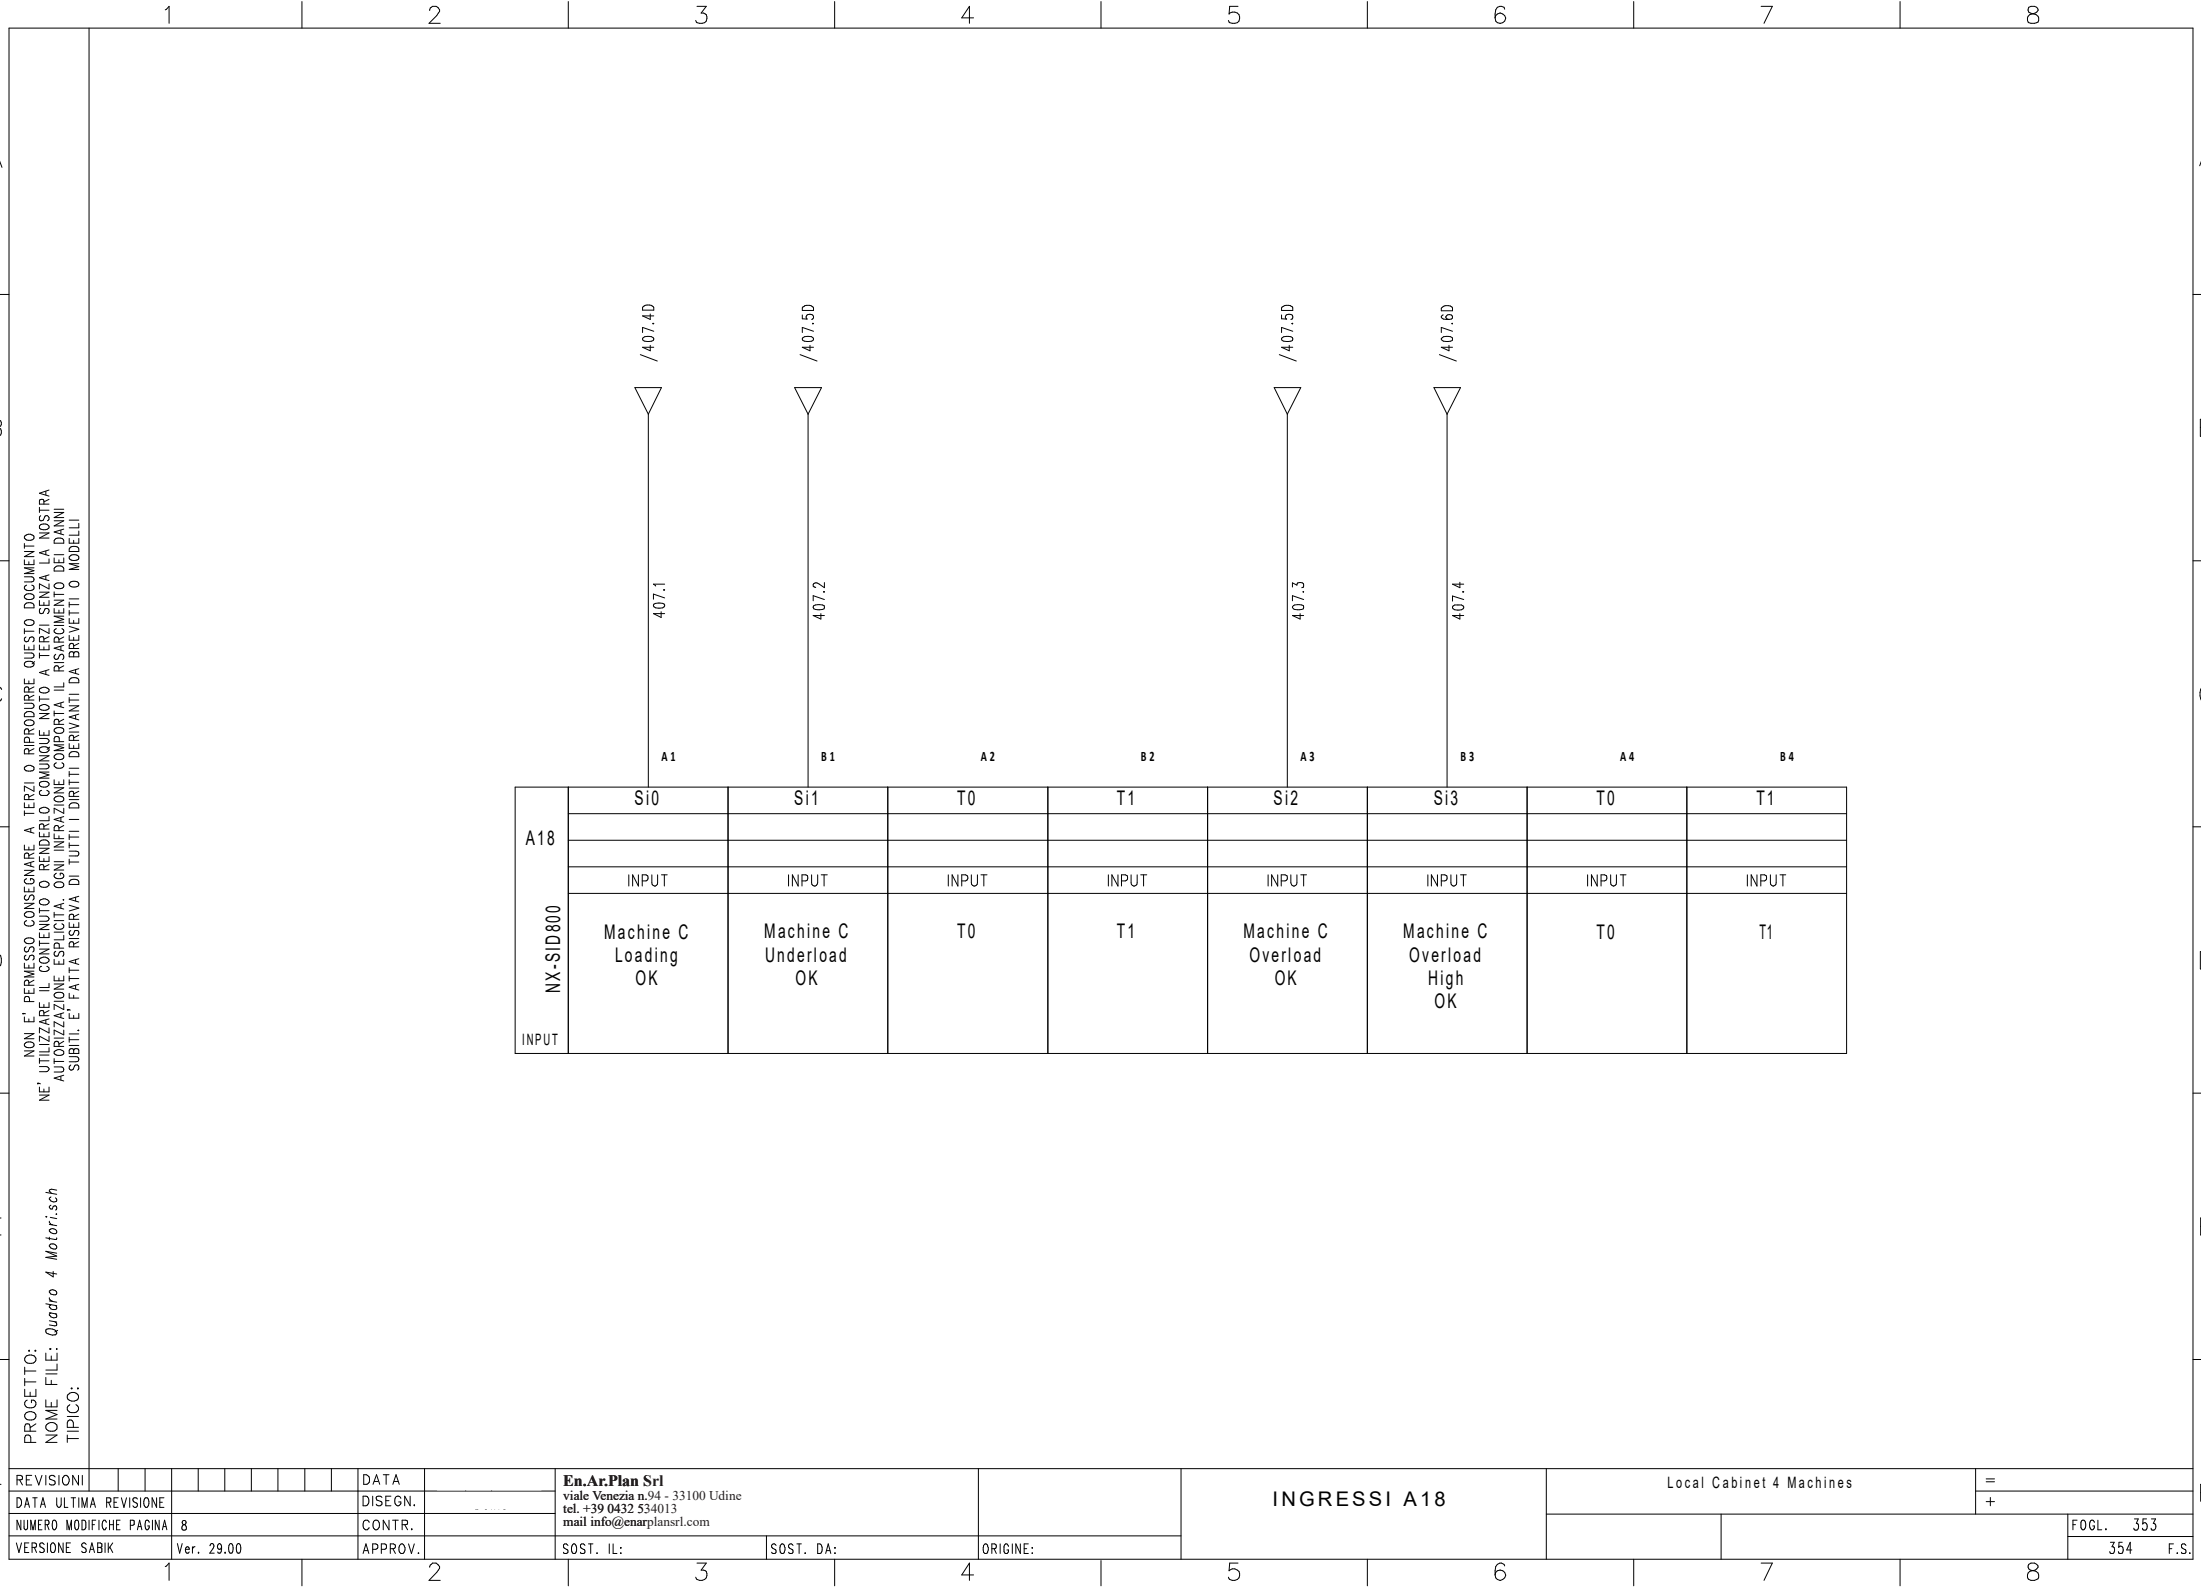 1 2 3 4 5 6 7 8
/407.4D /407.5D /407.5D /407.6D
407.1 407.2 407.3 407.4
A1 B1 A2 B2 A3 B3 A4 B4
Si0 Si1 T0 T1 Si2 Si3 T0 T1
A18
INPUT INPUT INPUT INPUT INPUT INPUT INPUT INPUT
NX-SID800
Machine C Machine C T0 T1 Machine C Machine C T0 T1
Loading Underload Overload Overload
OK OK OK High
OK
INPUT
NON E' PERMESSO CONSEGNARE A TERZI O RIPRODURRE QUESTO DOCUMENTO
NE' UTILIZZARE IL CONTENUTO O RENDERLO COMUNQUE NOTO A TERZI SENZA LA NOSTRA
AUTORIZZAZIONE ESPLICITA. OGNI INFRAZIONE COMPORTA IL RISARCIMENTO DEI DANNI
SUBITI. E' FATTA RISERVA DI TUTTI I DIRITTI DERIVANTI DA BREVETTI O MODELLI
PROGETTO:
NOME FILE: Quadro 4 Motori.sch
TIPICO:
REVISIONI
DATA ULTIMA REVISIONE
NUMERO MODIFICHE PAGINA 8
VERSIONE SABIK Ver. 29.00
DATA
DISEGN.
CONTR.
APPROV.
En.Ar.Plan Srl
viale Venezia n.94 - 33100 Udine
tel. +39 0432 534013
mail info@enarplansrl.com
SOST. IL: SOST. DA: ORIGINE:
INGRESSI A18
Local Cabinet 4 Machines
=
+
FOGL. 353
354 F.S.
1 2 3 4 5 6 7 8